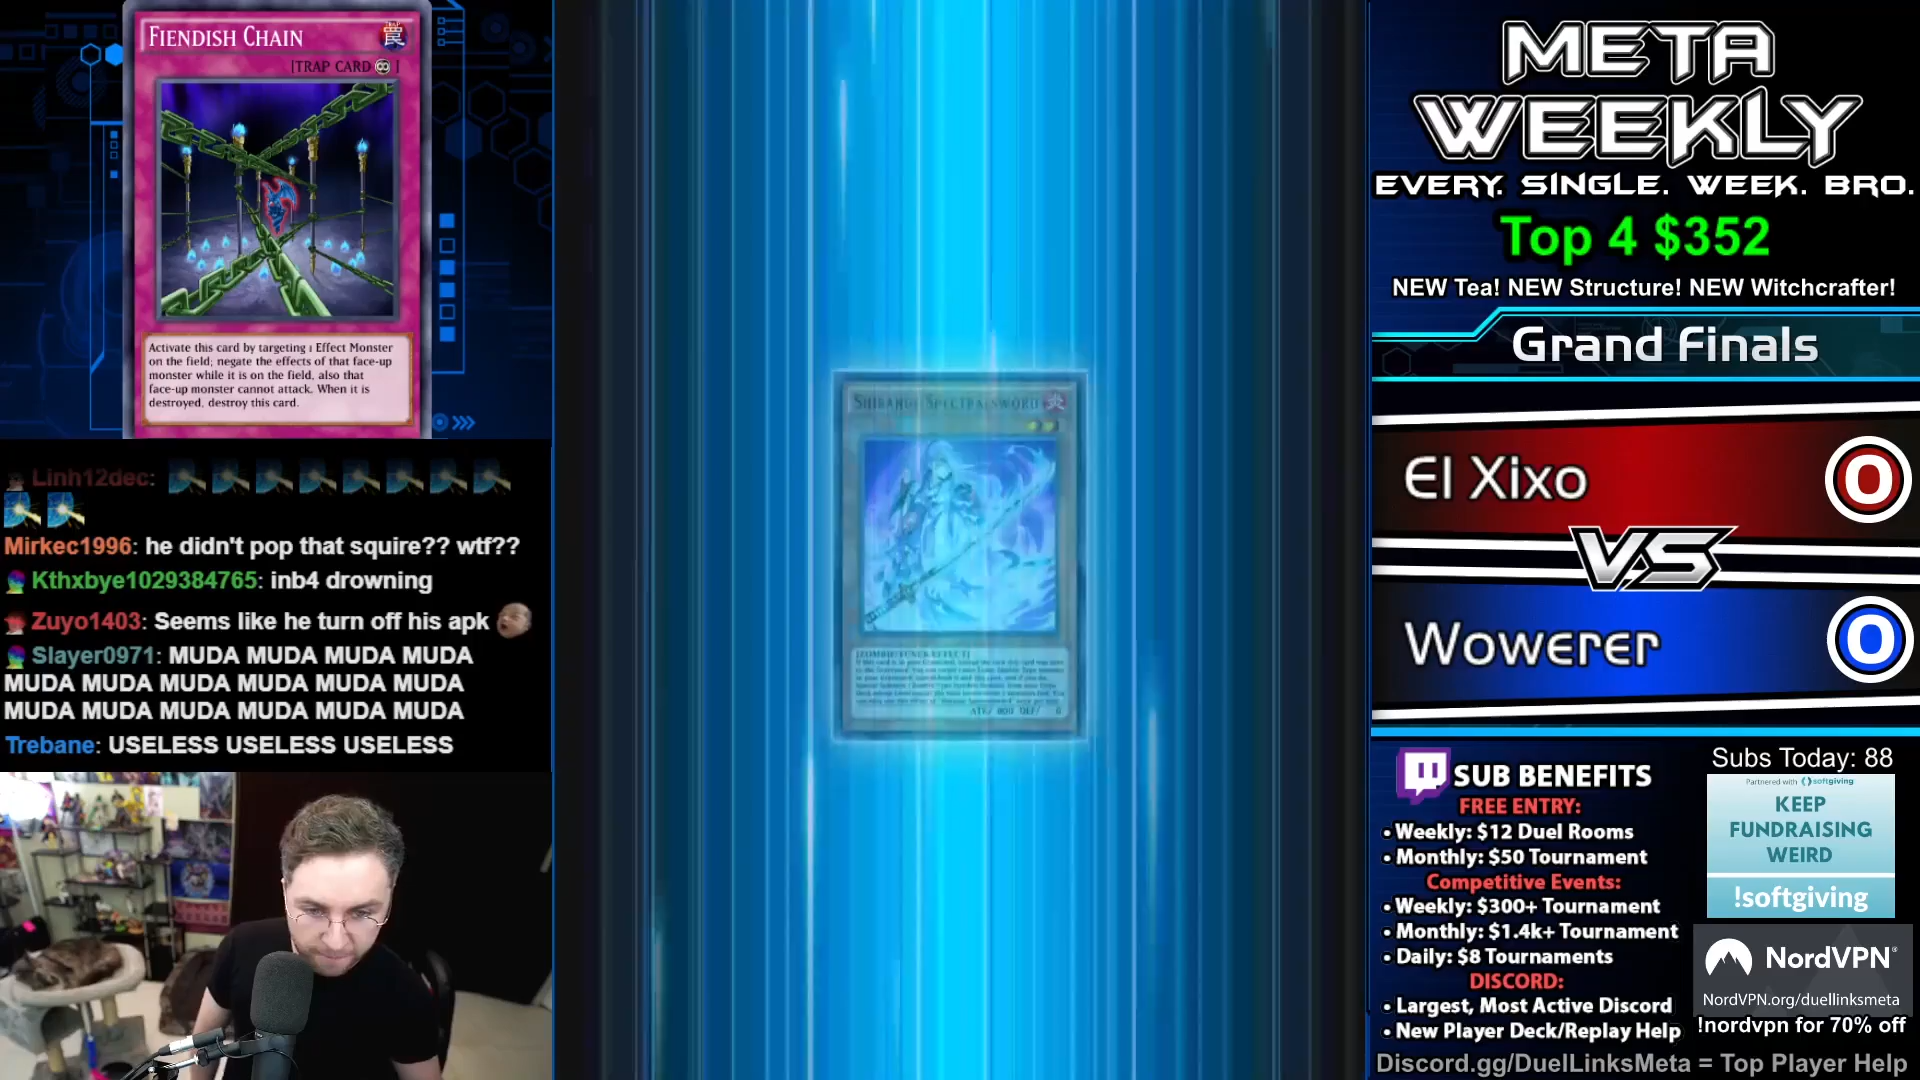 FIENDISH CHAIN
罠
[TRAP CARD ]
Activate this card by targeting 1 Effect Monster
on the field; negate the effects of that face-up
monster while it is on the field, also that
face-up monster cannot attack. When it is
destroyed, destroy this card.
Linh12dec:
Mirkec1996: he didn't pop that squire?? wtf??
Kthxbye1029384765: inb4 drowning
Zuyo1403: Seems like he turn off his apk
Slayer0971: MUDA MUDA MUDA MUDA
MUDA MUDA MUDA MUDA MUDA MUDA
MUDA MUDA MUDA MUDA MUDA MUDA
Trebane: USELESS USELESS USELESS
SHIRANUI SPECTRALSWORD
META
WEEKLY
EVERY. SINGLE. WEEK. BRO.
Top 4 $352
NEW Tea! NEW Structure! NEW Witchcrafter!
Grand Finals
El Xixo
0
VS
Wowerer
0
SUB BENEFITS
FREE ENTRY:
• Weekly: $12 Duel Rooms
• Monthly: $50 Tournament
Competitive Events:
• Weekly: $300+ Tournament
• Monthly: $1.4k+ Tournament
• Daily: $8 Tournaments
DISCORD:
• Largest, Most Active Discord
• New Player Deck/Replay Help
Subs Today: 88
Partnered with softgiving
KEEP
FUNDRAISING
WEIRD
!softgiving
NordVPN®
NordVPN.org/duellinksmeta
!nordvpn for 70% off
Discord.gg/DuelLinksMeta = Top Player Help